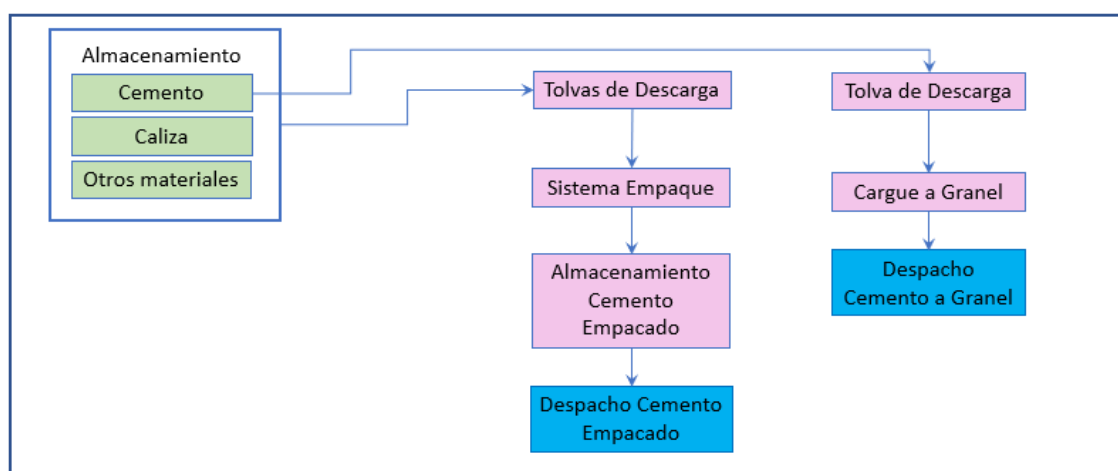 Almacenamiento
Cemento
Caliza
Otros materiales
Tolvas de Descarga
Sistema Empaque
Almacenamiento
Cemento
Empacado
Despacho Cemento
Empacado
Tolva de Descarga
Cargue a Granel
Despacho
Cemento a Granel